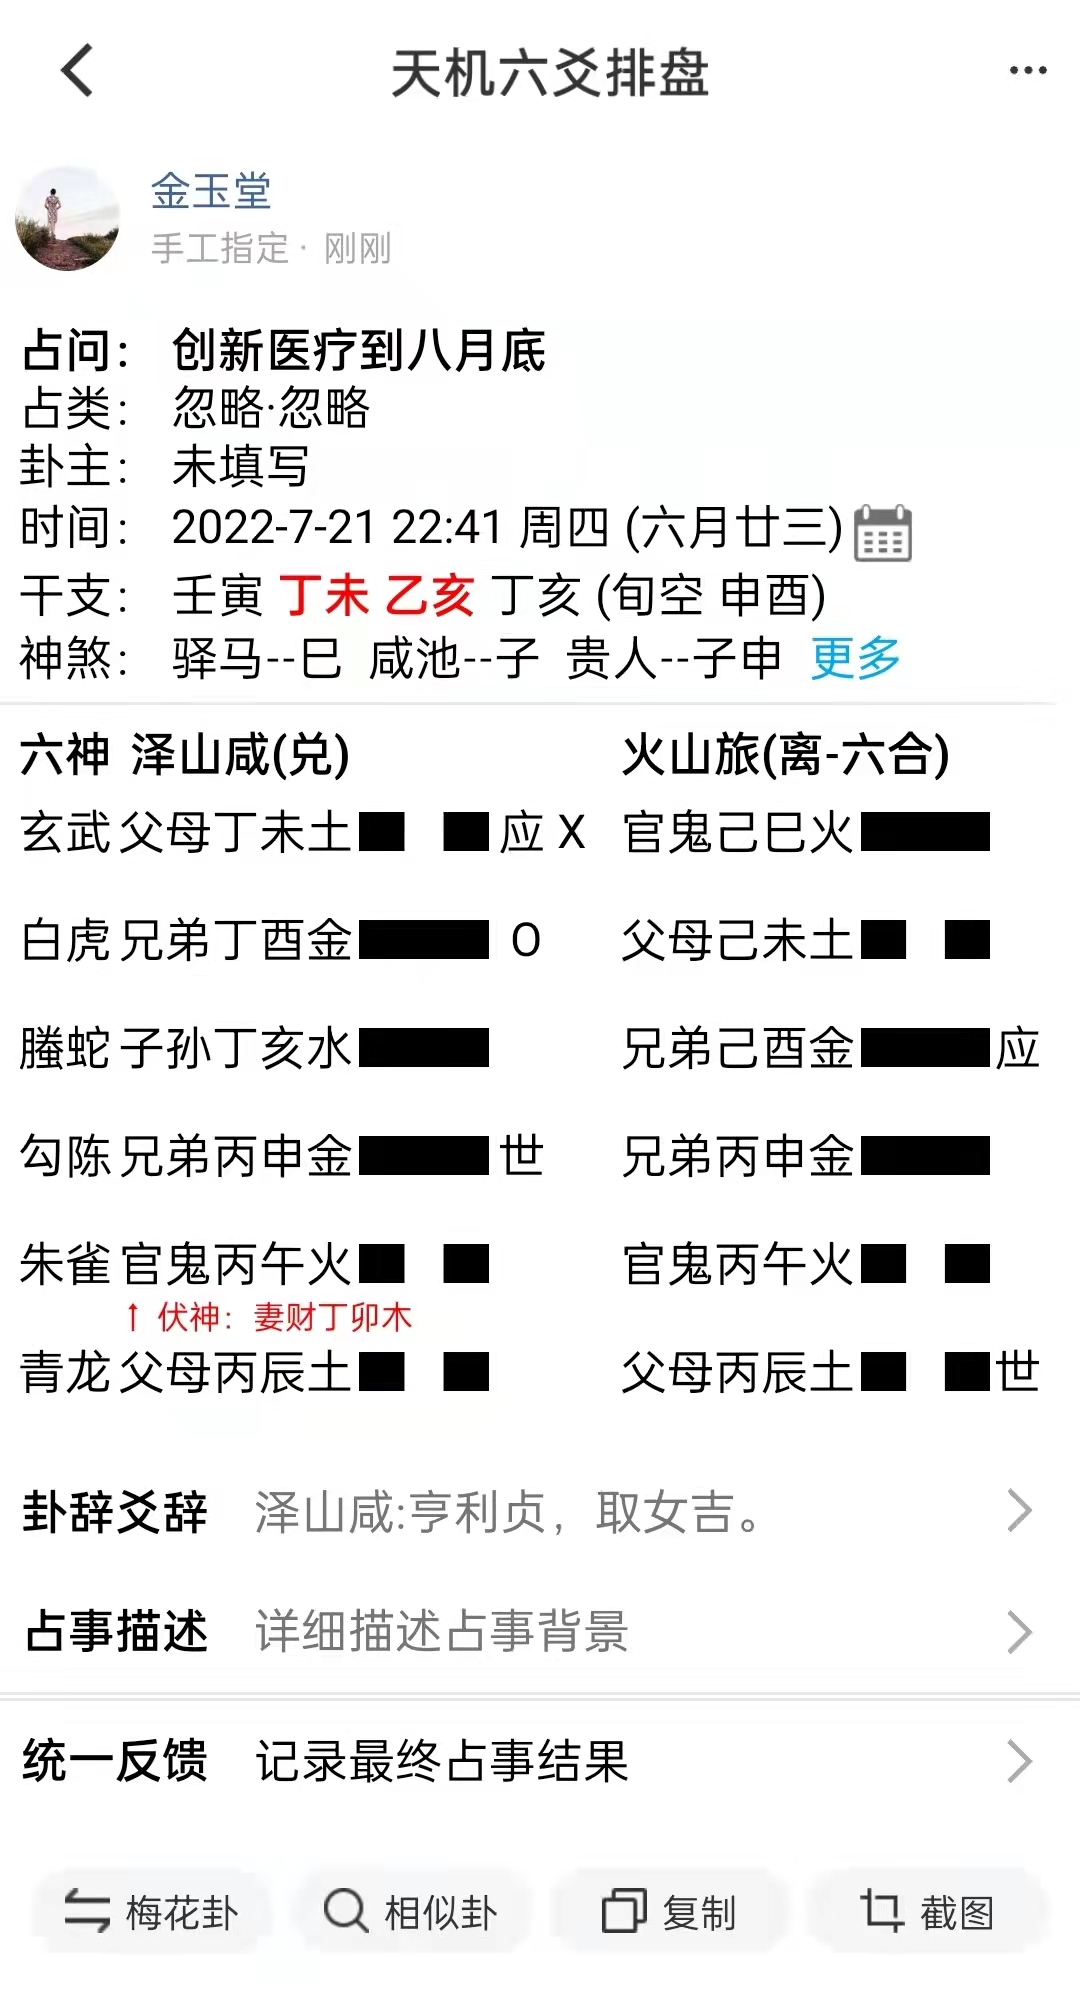 天机六爻排盘
金玉堂
手工指定 · 刚刚
占问： 创新医疗到八月底
占类： 忽略·忽略
卦主： 未填写
时间： 2022-7-21 22:41 周四 (六月廿三)
干支： 壬寅 丁未 乙亥 丁亥 (旬空 申酉)
神煞： 驿马--巳 咸池--子 贵人--子申 更多
六神 泽山咸(兑) 火山旅(离-六合)
玄武 父母丁未土 应 X 官鬼己巳火
白虎 兄弟丁酉金 O 父母己未土
螣蛇 子孙丁亥水 兄弟己酉金 应
勾陈 兄弟丙申金 世 兄弟丙申金
朱雀 官鬼丙午火 官鬼丙午火
↑ 伏神：妻财丁卯木
青龙 父母丙辰土 父母丙辰土 世
卦辞爻辞 泽山咸:亨利贞，取女吉。
占事描述 详细描述占事背景
统一反馈 记录最终占事结果
梅花卦 相似卦 复制 截图